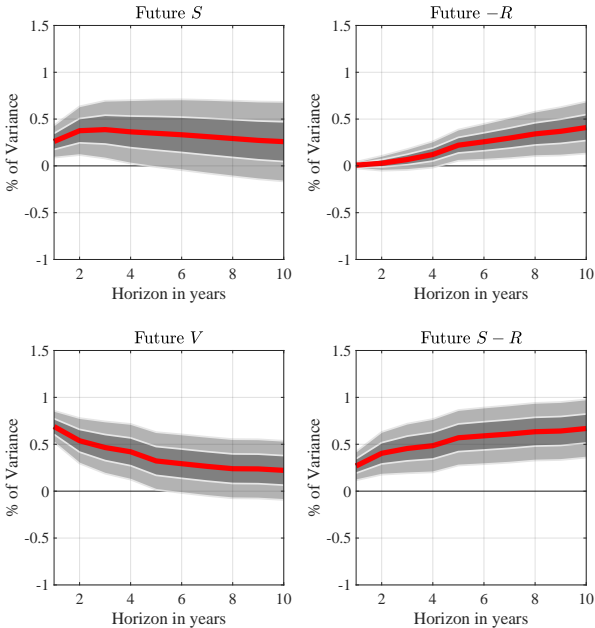 Future S
1.5
1
0.5
0
-0.5
-1
% of Variance
2 4 6 8 10
Horizon in years
Future −R
1.5
1
0.5
0
-0.5
-1
% of Variance
2 4 6 8 10
Horizon in years
Future V
1.5
1
0.5
0
-0.5
-1
% of Variance
2 4 6 8 10
Horizon in years
Future S − R
1.5
1
0.5
0
-0.5
-1
% of Variance
2 4 6 8 10
Horizon in years